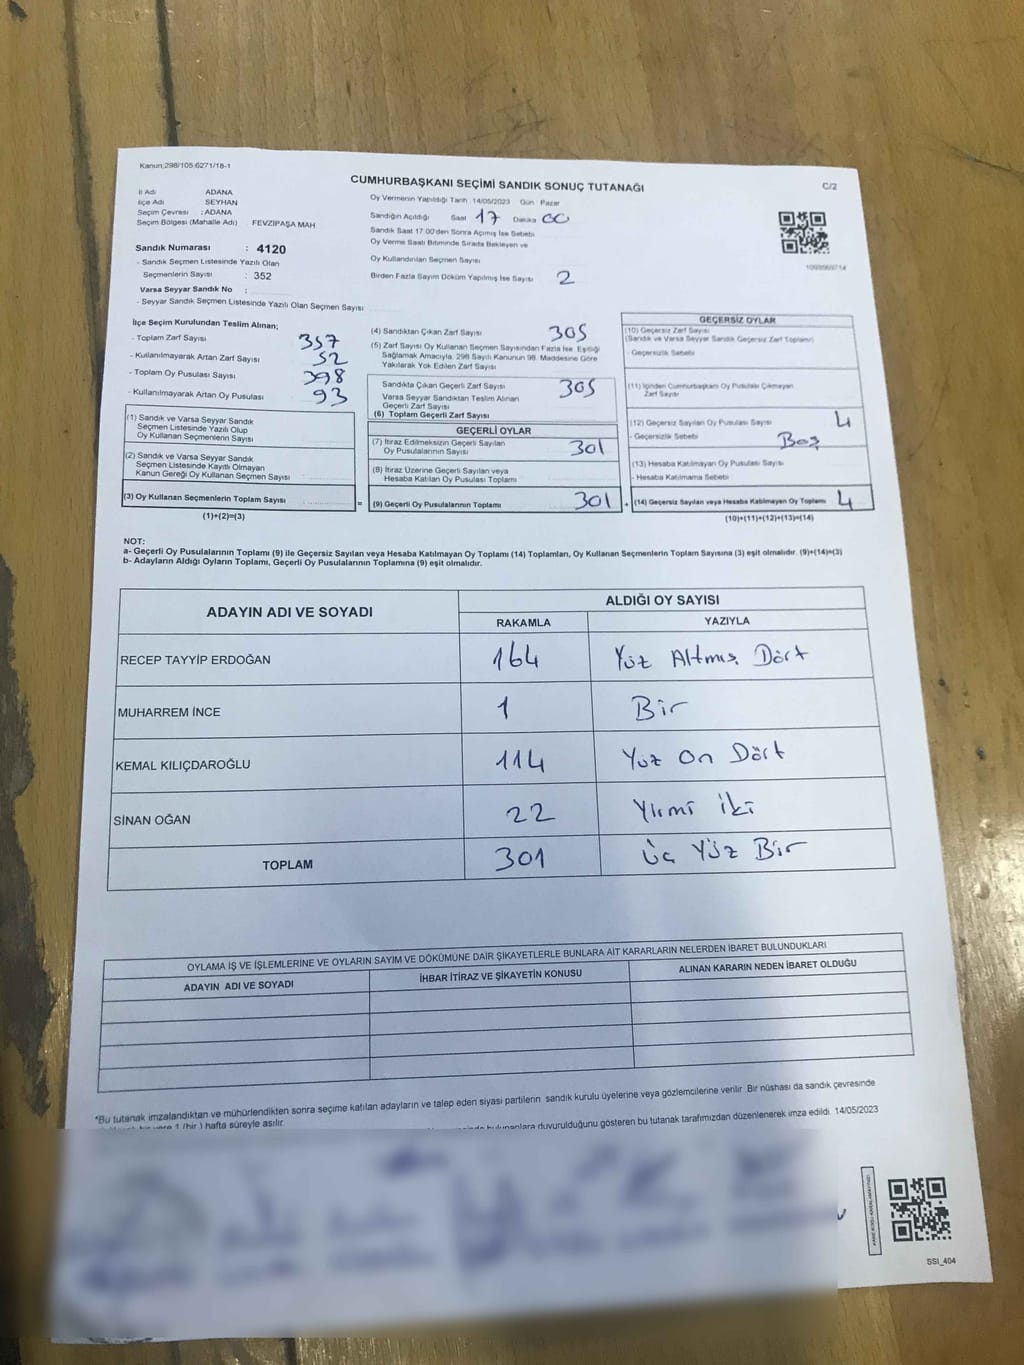 Kanun:298/105:6271/18-1
C/2
CUMHURBAŞKANI SEÇİMİ SANDIK SONUÇ TUTANAĞI
İl Adı ADANA
İlçe Adı SEYHAN
Seçim Çevresi :ADANA
Seçim Bölgesi (Mahalle Adı) : FEVZİPAŞA MAH
Sandık Numarası : 4120
- Sandık Seçmen Listesinde Yazılı Olan
Seçmenlerin Sayısı : 352
Varsa Seyyar Sandık No :
- Seyyar Sandık Seçmen Listesinde Yazılı Olan Seçmen Sayısı
Oy Vermenin Yapıldığı Tarih 14/05/2023 Gün Pazar
Sandığın Açıldığı Saat 17 Dakika 00
Sandık Saat 17:00'den Sonra Açılmış İse Sebebi
Oy Verme Saati Bitiminde Sırada Bekleyen ve
Oy Kullandırılan Seçmen Sayısı
Birden Fazla Sayım Döküm Yapılmış İse Sayısı 2
İlçe Seçim Kurulundan Teslim Alınan;
- Toplam Zarf Sayısı 357
- Kullanılmayarak Artan Zarf Sayısı 52
- Toplam Oy Pusulası Sayısı 398
- Kullanılmayarak Artan Oy Pusulası 93
(1) Sandık ve Varsa Seyyar Sandık
Seçmen Listesinde Yazılı Olup
Oy Kullanan Seçmenlerin Sayısı
(2) Sandık ve Varsa Seyyar Sandık
Seçmen Listesinde Kayıtlı Olmayan
Kanun Gereği Oy Kullanan Seçmen Sayısı
(3) Oy Kullanan Seçmenlerin Toplam Sayısı =
(1)+(2)=(3)
(4) Sandıktan Çıkan Zarf Sayısı 305
(5) Zarf Sayısı Oy Kullanan Seçmen Sayısından Fazla İse, Eşitliği
Sağlamak Amacıyla, 298 Sayılı Kanunun 98. Maddesine Göre
Yakılarak Yok Edilen Zarf Sayısı
Sandıkta Çıkan Geçerli Zarf Sayısı 305
Varsa Seyyar Sandıktan Teslim Alınan
Geçerli Zarf Sayısı
(6) Toplam Geçerli Zarf Sayısı
GEÇERLİ OYLAR
(7) İtiraz Edilmeksizin Geçerli Sayılan
Oy Pusulalarının Sayısı 301
(8) İtiraz Üzerine Geçerli Sayılan veya
Hesaba Katılan Oy Pusulası Toplamı
(9) Geçerli Oy Pusulalarının Toplamı 301 +
GEÇERSİZ OYLAR
(10) Geçersiz Zarf Sayısı
(Sandık ve Varsa Seyyar Sandık Geçersiz Zarf Toplamı)
- Geçersizlik Sebebi
(11) İçinden Cumhurbaşkanı Oy Pusulası Çıkmayan
Zarf Sayısı
(12) Geçersiz Sayılan Oy Pusulası Sayısı 4
- Geçersizlik Sebebi Boş
(13) Hesaba Katılmayan Oy Pusulası Sayısı
- Hesaba Katılmama Sebebi
(14) Geçersiz Sayılan veya Hesaba Katılmayan Oy Toplamı 4
(10)+(11)+(12)+(13)=(14)
NOT:
a- Geçerli Oy Pusulalarının Toplamı (9) ile Geçersiz Sayılan veya Hesaba Katılmayan Oy Toplamı (14) Toplamları, Oy Kullanan Seçmenlerin Toplam Sayısına (3) eşit olmalıdır. (9)+(14)=(3)
b- Adayların Aldığı Oyların Toplamı, Geçerli Oy Pusulalarının Toplamına (9) eşit olmalıdır.
ADAYIN ADI VE SOYADI ALDIĞI OY SAYISI
RAKAMLA YAZIYLA
RECEP TAYYİP ERDOĞAN 164 Yüz Altmış Dört
MUHARREM İNCE 1 Bir
KEMAL KILIÇDAROĞLU 114 Yüz On Dört
SİNAN OĞAN 22 Yirmi İki
TOPLAM 301 Üç Yüz Bir
OYLAMA İŞ VE İŞLEMLERİNE VE OYLARIN SAYIM VE DÖKÜMÜNE DAİR ŞİKAYETLERLE BUNLARA AİT KARARLARIN NELERDEN İBARET BULUNDUKLARI
ADAYIN ADI VE SOYADI İHBAR İTİRAZ VE ŞİKAYETİN KONUSU ALINAN KARARIN NEDEN İBARET OLDUĞU
*Bu tutanak imzalandıktan ve mühürlendikten sonra seçime katılan adayların ve talep eden siyasi partilerin sandık kurulu üyelerine veya gözlemcilerine verilir. Bir nüshası da sandık çevresinde
1 (bir ) hafta süreyle asılır.
bulunanlara duyurulduğunu gösteren bu tutanak tarafımızdan düzenlenerek imza edildi. 14/05/2023
SSI_404